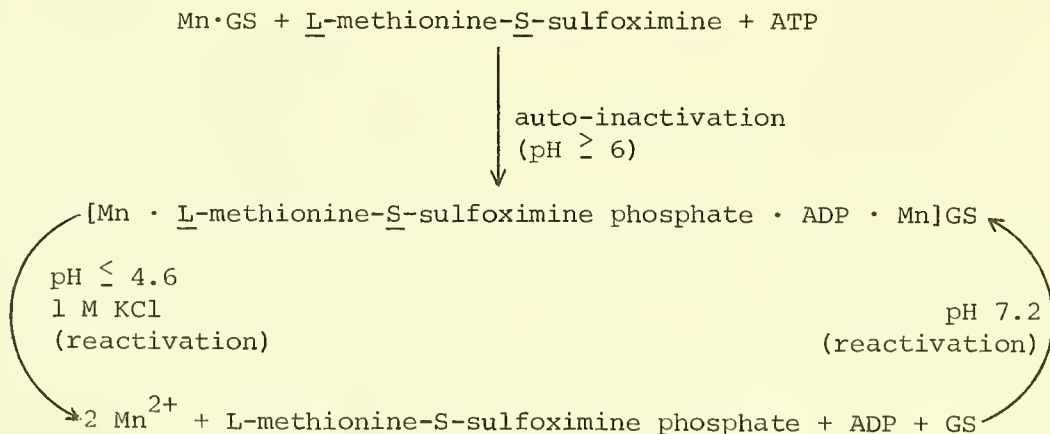 Mn·GS + L-methionine-S-sulfoximine + ATP
auto-inactivation
(pH ≥ 6)
[Mn · L-methionine-S-sulfoximine phosphate · ADP · Mn]GS
pH ≤ 4.6
1 M KCl
(reactivation)
pH 7.2
(reactivation)
2 Mn²⁺ + L-methionine-S-sulfoximine phosphate + ADP + GS